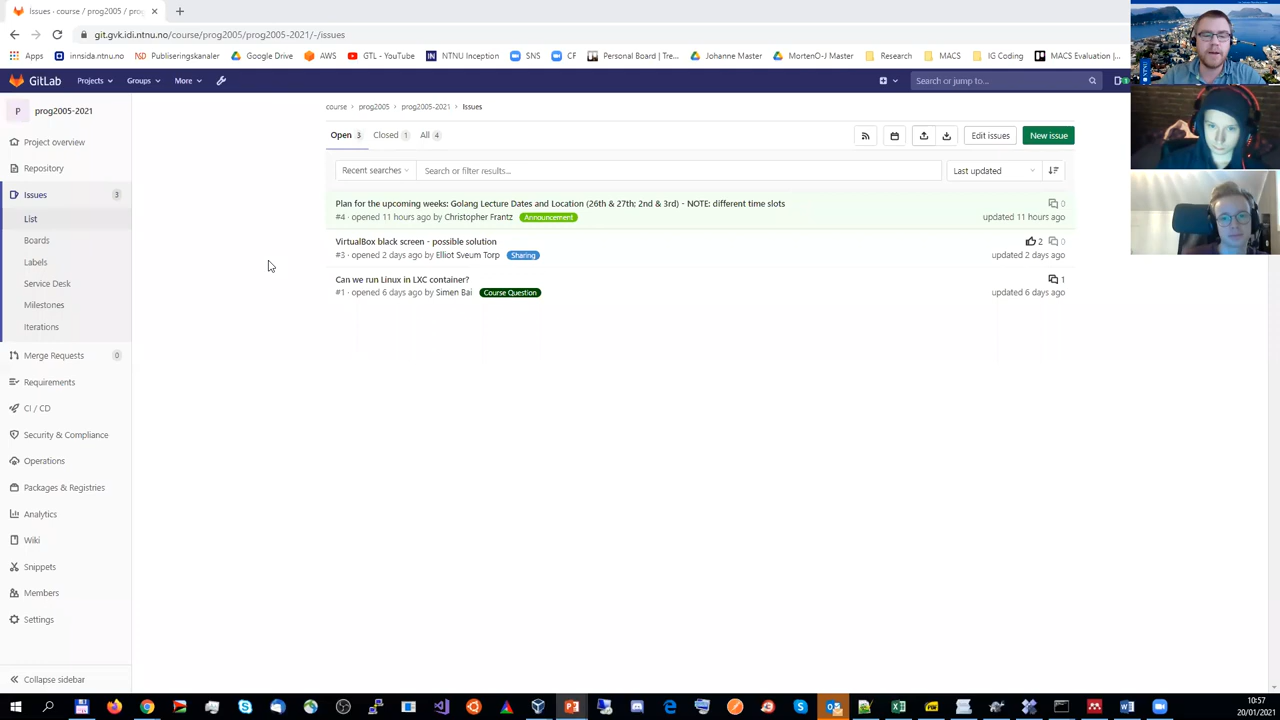 Issues · course / prog2005 / prog
git.gvk.idi.ntnu.no/course/prog2005/prog2005-2021/-/issues
Apps innsida.ntnu.no Publiseringskanaler Google Drive AWS GTL - YouTube NTNU Inception SNS CF Personal Board | Tre... Johanne Master MortenO-J Master Research MACS IG Coding MACS Evaluation
GitLab Projects Groups More Search or jump to...
P prog2005-2021
course › prog2005 › prog2005-2021 › Issues
Project overview
Repository
Issues 3
List
Boards
Labels
Service Desk
Milestones
Iterations
Merge Requests 0
Requirements
CI / CD
Security & Compliance
Operations
Packages & Registries
Analytics
Wiki
Snippets
Members
Settings
Collapse sidebar
Open 3 Closed 1 All 4
Edit issues New issue
Recent searches Search or filter results... Last updated
Plan for the upcoming weeks: Golang Lecture Dates and Location (26th & 27th; 2nd & 3rd) - NOTE: different time slots 0
#4 · opened 11 hours ago by Christopher Frantz Announcement updated 11 hours ago
VirtualBox black screen - possible solution 2 0
#3 · opened 2 days ago by Elliot Sveum Torp Sharing updated 2 days ago
Can we run Linux in LXC container? 1
#1 · opened 6 days ago by Simen Bai Course Question updated 6 days ago
10:57
20/01/2021